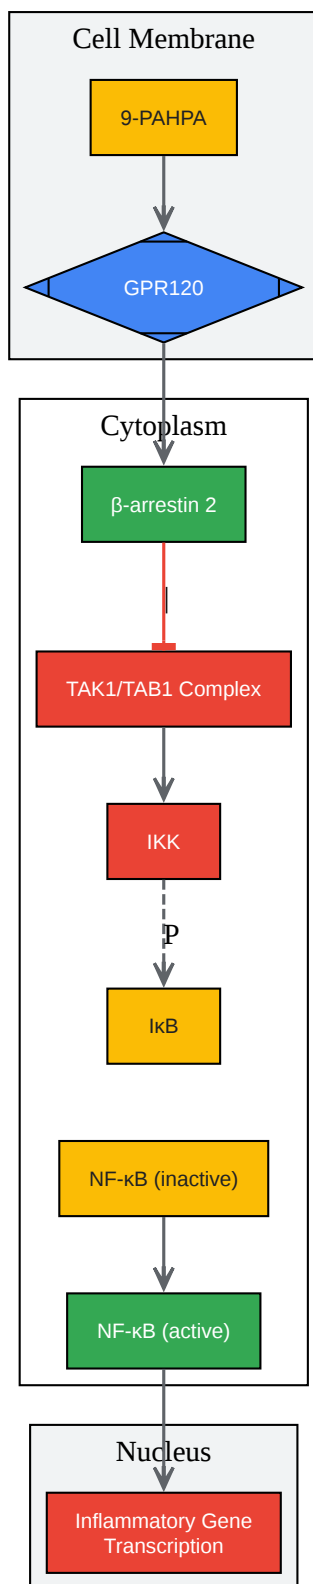 Cell Membrane
9-PAHPA
GPR120
Cytoplasm
β-arrestin 2
|
TAK1/TAB1 Complex
IKK
P
IκB
NF-κB (inactive)
NF-κB (active)
Nucleus
Inflammatory Gene
Transcription